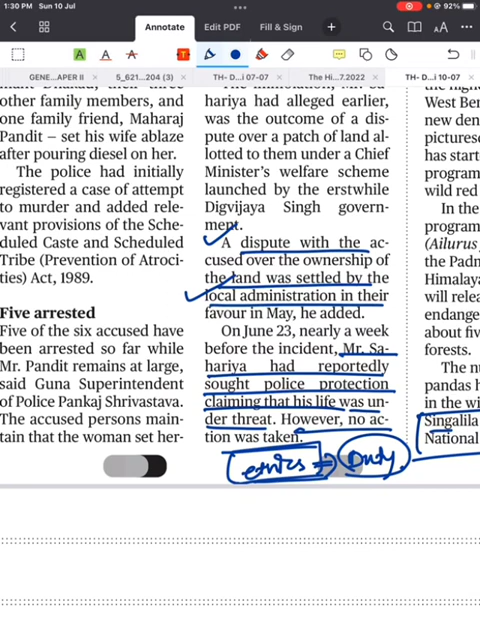 1:30 PM Sun 10 Jul
92%
Annotate Edit PDF Fill & Sign
A A A T
GENE...APER II × 5_621...204 (3) × TH- D...i 07-07 × The Hi...7.2022 × TH- D...i 10-07
other family members, and
one family friend, Maharaj
Pandit – set his wife ablaze
after pouring diesel on her.
The police had initially
registered a case of attempt
to murder and added rele-
vant provisions of the Sche-
duled Caste and Scheduled
Tribe (Prevention of Atroci-
ties) Act, 1989.
Five arrested
Five of the six accused have
been arrested so far while
Mr. Pandit remains at large,
said Guna Superintendent
of Police Pankaj Shrivastava.
The accused persons main-
tain that the woman set her-
hariya had alleged earlier,
was the outcome of a dis-
pute over a patch of land al-
lotted to them under a Chief
Minister's welfare scheme
launched by the erstwhile
Digvijaya Singh govern-
ment.
A dispute with the ac-
cused over the ownership of
the land was settled by the
local administration in their
favour in May, he added.
On June 23, nearly a week
before the incident, Mr. Sa-
hariya had reportedly
sought police protection
claiming that his life was un-
der threat. However, no ac-
tion was taken.
ethics ⇒ Duty
West Ben
new den
pictures
has start
program
wild red
In the
program
(Ailurus
the Padm
Himalaya
will relea
endange
about fiv
forests.
The nu
pandas h
in the wi
Singalila
National